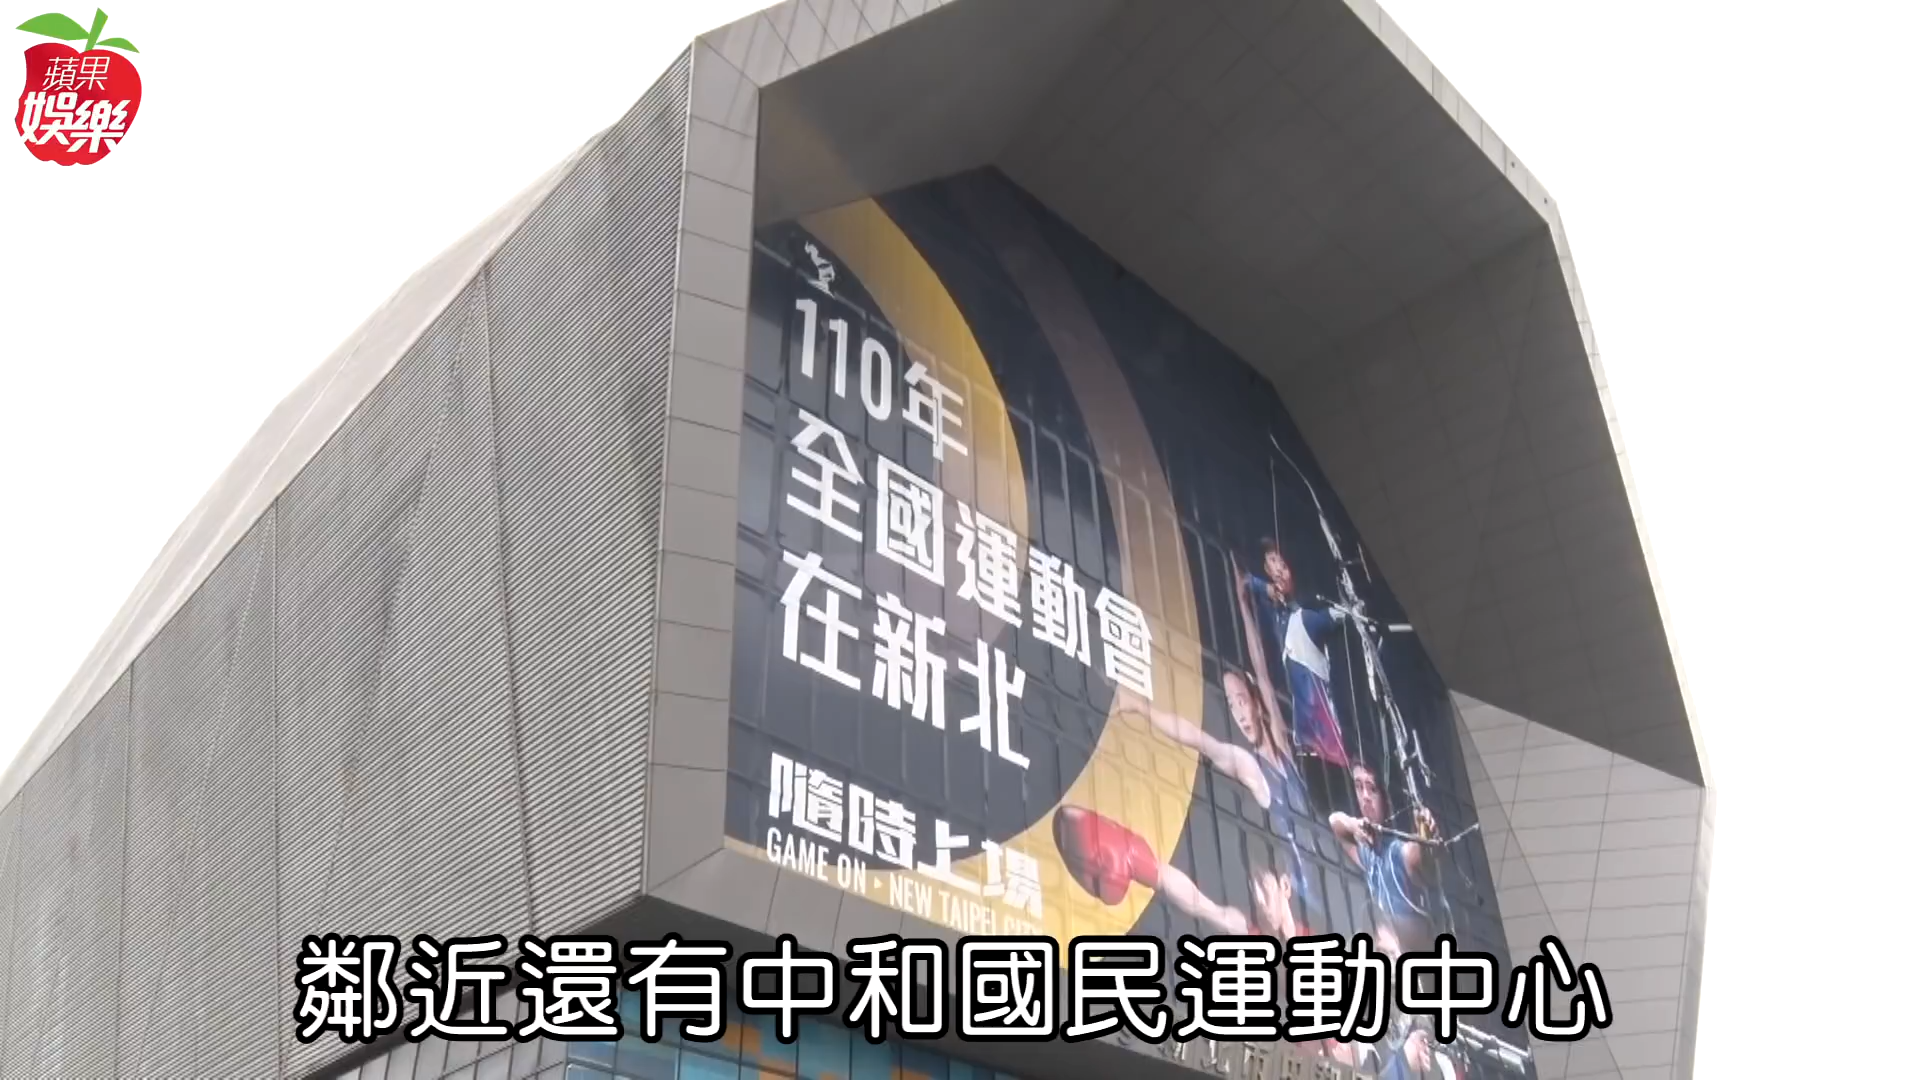 蘋果
娛樂
110年
全國運動會
在新北
隨時上場
GAME ON ▸ NEW TAIPEI CITY
鄰近還有中和國民運動中心